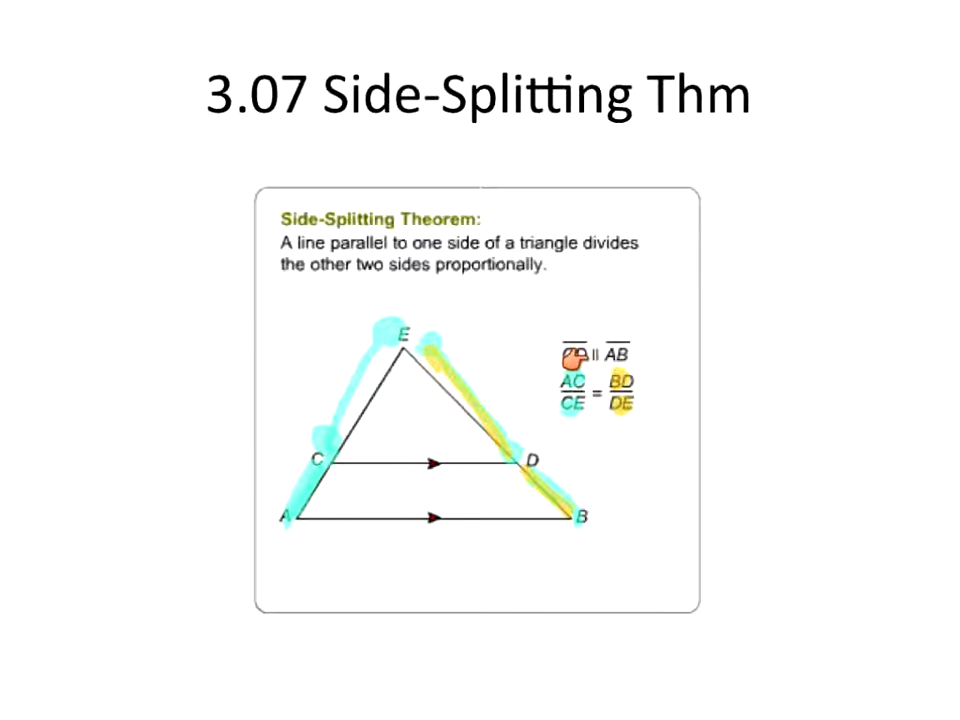 3.07 Side-Splitting Thm
Side-Splitting Theorem:
A line parallel to one side of a triangle divides
the other two sides proportionally.
E
|| AB
AC
CE
=
BD
DE
C
D
A
B